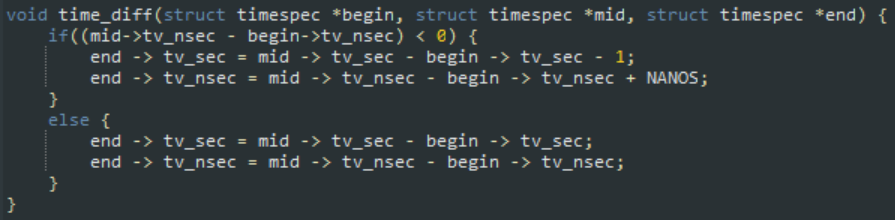 void time_diff(struct timespec *begin, struct timespec *mid, struct timespec *end) {
    if((mid->tv_nsec - begin->tv_nsec) < 0) {
        end -> tv_sec = mid -> tv_sec - begin -> tv_sec - 1;
        end -> tv_nsec = mid -> tv_nsec - begin -> tv_nsec + NANOS;
    }
    else {
        end -> tv_sec = mid -> tv_sec - begin -> tv_sec;
        end -> tv_nsec = mid -> tv_nsec - begin -> tv_nsec;
    }
}